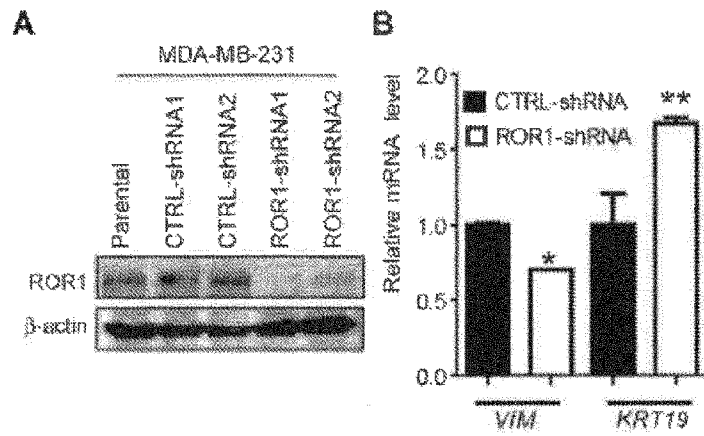 A
MDA-MB-231
Parental
CTRL-shRNA1
CTRL-shRNA2
ROR1-shRNA1
ROR1-shRNA2
ROR1
β-actin
B
Relative mRNA level
2.0
1.5
1.0
0.5
0.0
CTRL-shRNA
ROR1-shRNA
*
**
VIM
KRT19